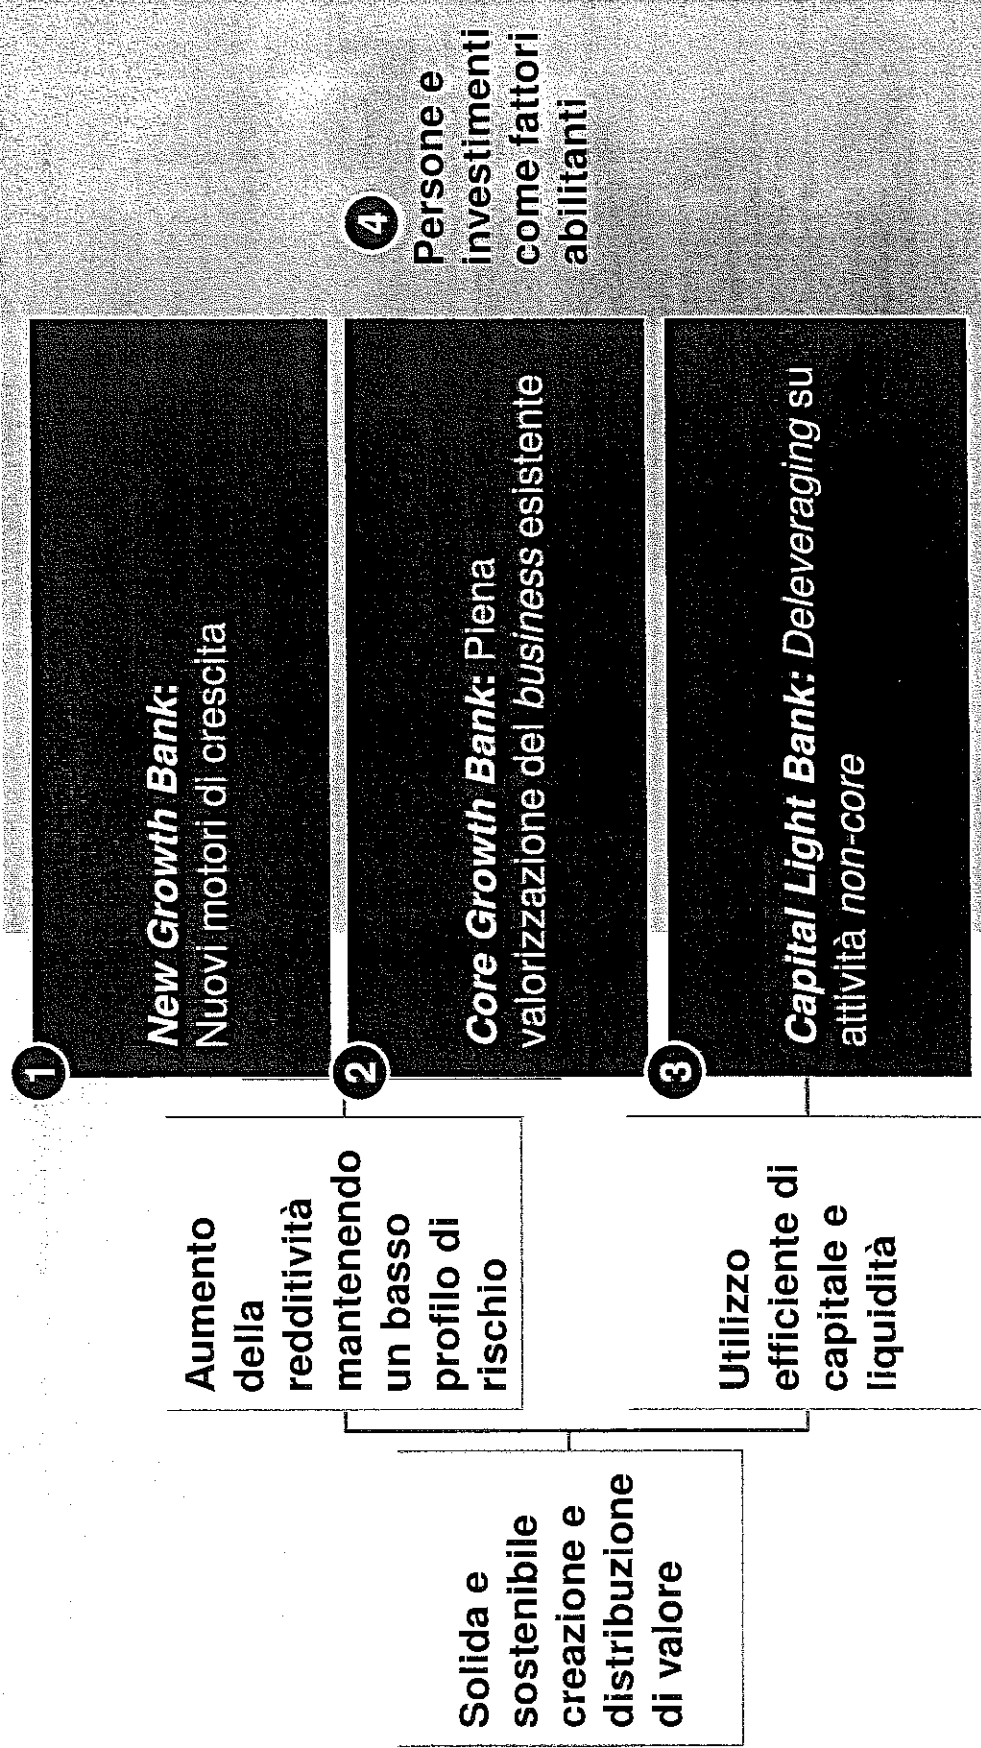 Solida e
sostenibile
creazione e
distribuzione
di valore
Aumento
della
redditività
mantenendo
un basso
profilo di
rischio
Utilizzo
efficiente di
capitale e
liquidità
1
New Growth Bank:
Nuovi motori di crescita
2
Core Growth Bank: Piena
valorizzazione del business esistente
3
Capital Light Bank: Deleveraging su
attività non-core
4
Persone e
investimenti
come fattori
abilitanti